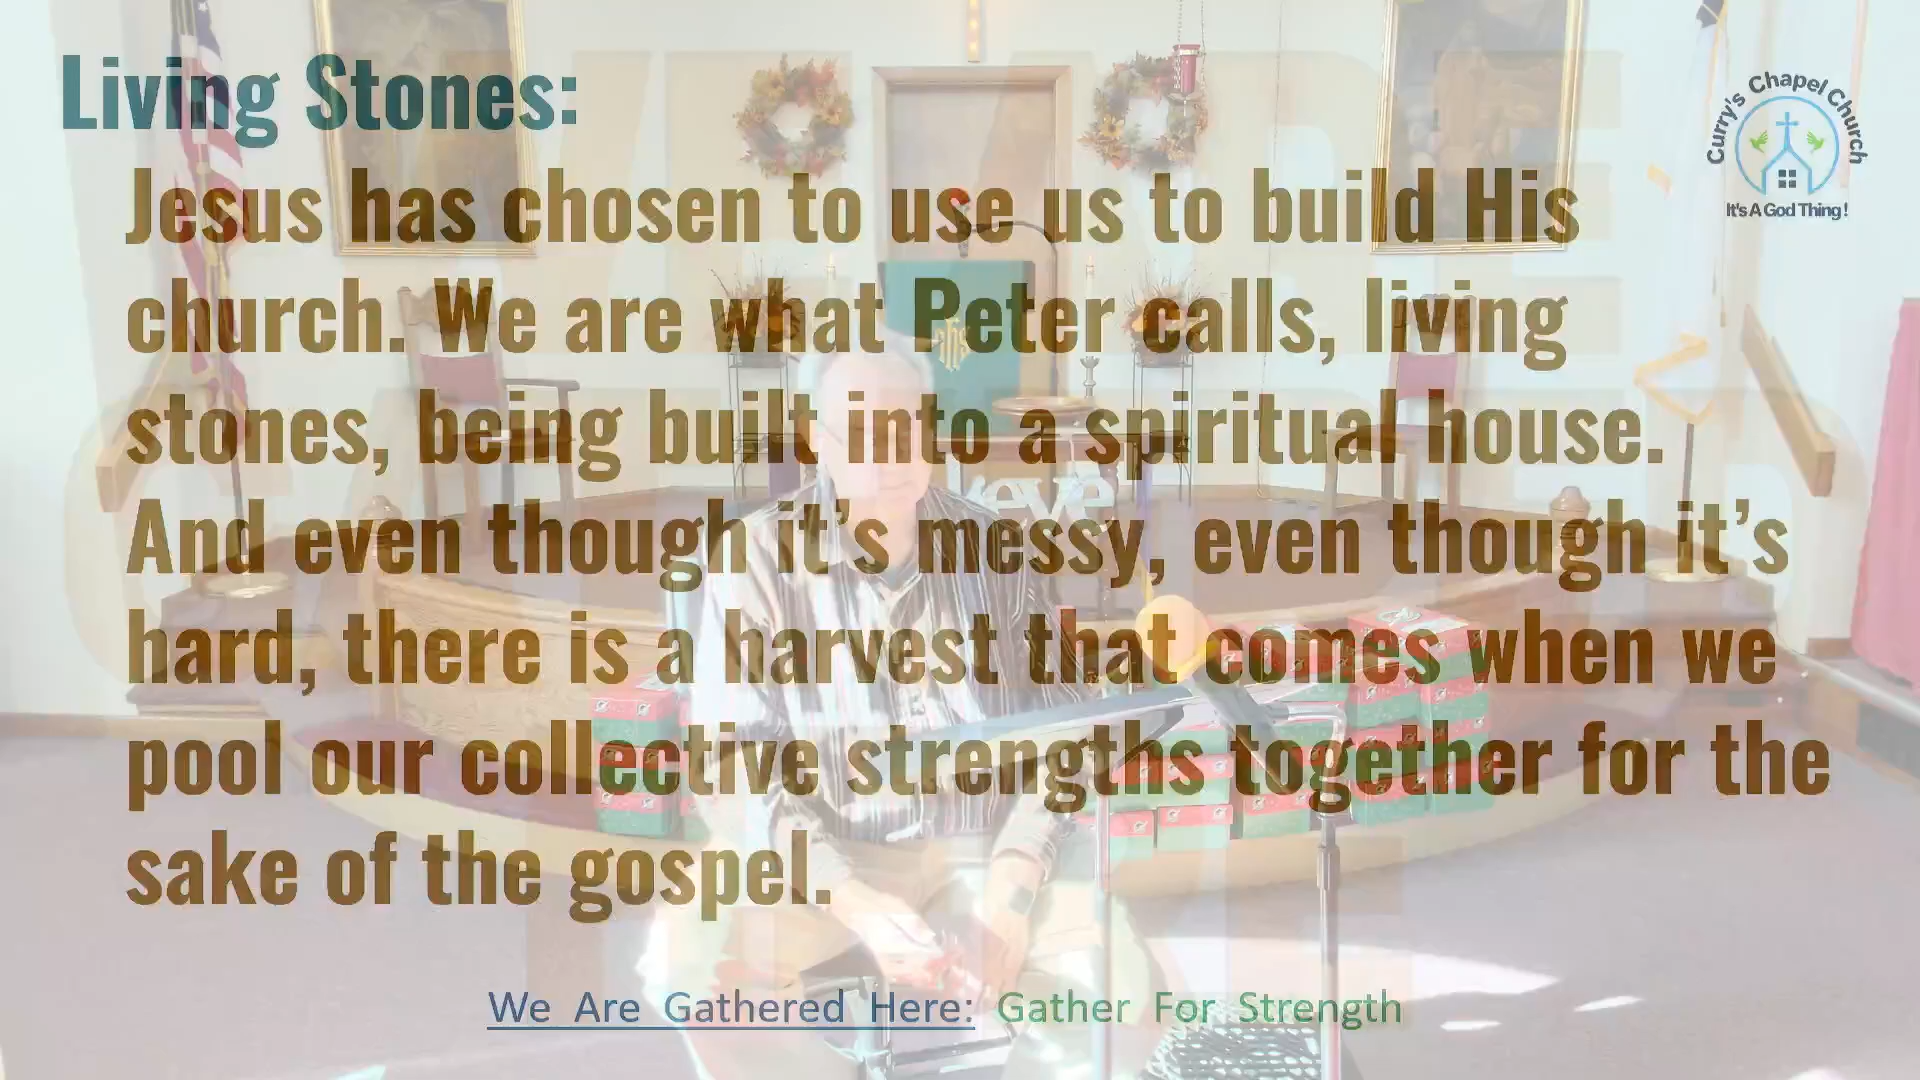 Living Stones:
Jesus has chosen to use us to build His
church. We are what Peter calls, living
stones, being built into a spiritual house.
And even though it’s messy, even though it’s
hard, there is a harvest that comes when we
pool our collective strengths together for the
sake of the gospel.
We Are Gathered Here: Gather For Strength
Curry's Chapel Church
It's A God Thing!